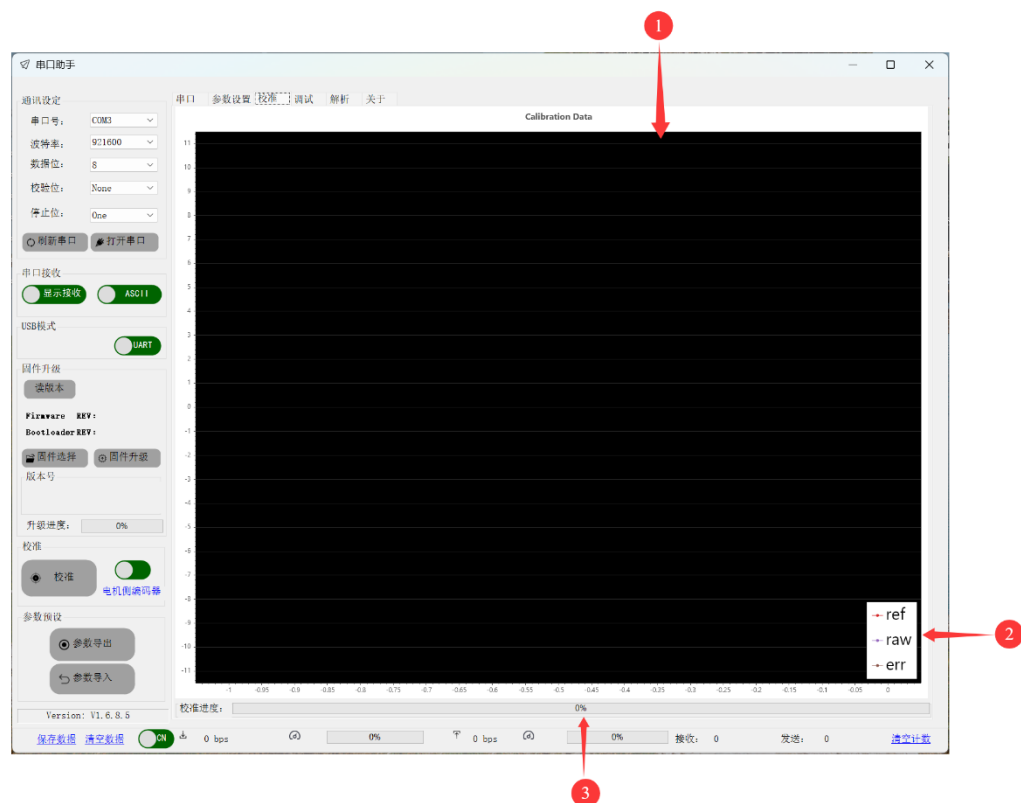 1
串口助手
通讯设定
串口号： COM3
波特率： 921600
数据位： 8
校验位： None
停止位： One
刷新串口 打开串口
串口接收
显示接收 ASCII
USB模式
UART
固件升级
读版本
Firmware REV:
Bootloader REV:
固件选择 固件升级
版本号
升级进度： 0%
校准
校准
电机侧编码器
参数预设
参数导出
参数导入
Version: V1.6.8.5
串口 参数设置 校准 调试 解析 关于
Calibration Data
11
10
9
8
7
6
5
4
3
2
1
0
-1
-2
-3
-4
-5
-6
-7
-8
-9
-10
-11
ref
raw
err
2
-1 -0.95 -0.9 -0.85 -0.8 -0.75 -0.7 -0.65 -0.6 -0.55 -0.5 -0.45 -0.4 -0.35 -0.3 -0.25 -0.2 -0.15 -0.1 -0.05 0
校准进度： 0%
保存数据 清空数据 CN 0 bps 0% 0 bps 0% 接收： 0 发送： 0 清空计数
3